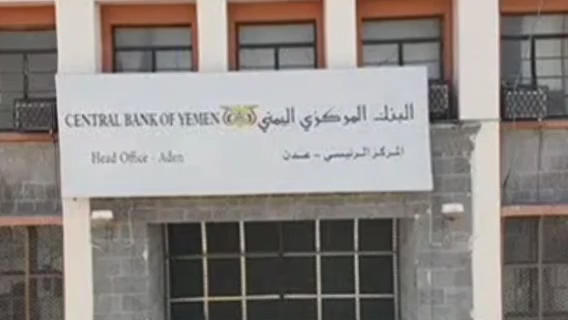 CENTRAL BANK OF YEMEN البنك المركزي اليمني
Head Office - Aden المركز الرئيسي - عدن